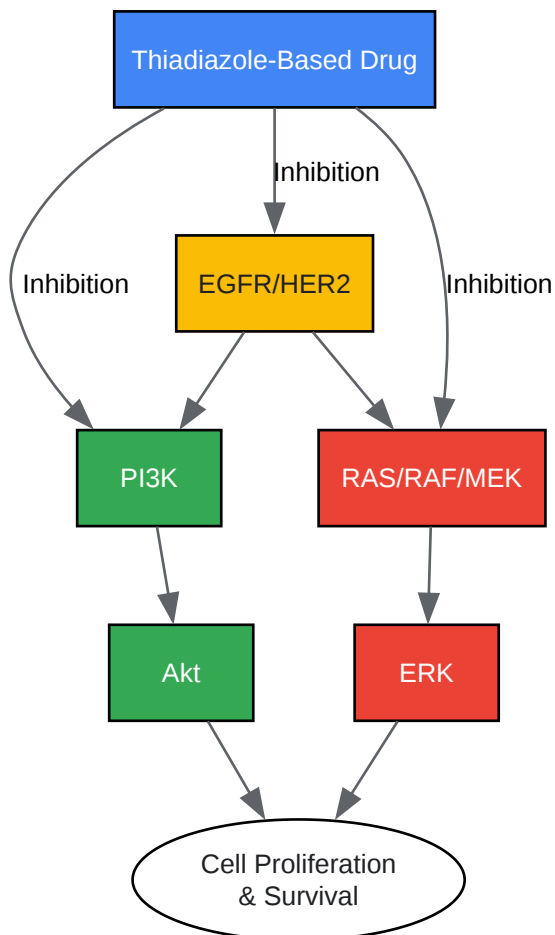 Thiadiazole-Based Drug
Inhibition
EGFR/HER2
Inhibition
Inhibition
PI3K
RAS/RAF/MEK
Akt
ERK
Cell Proliferation
& Survival